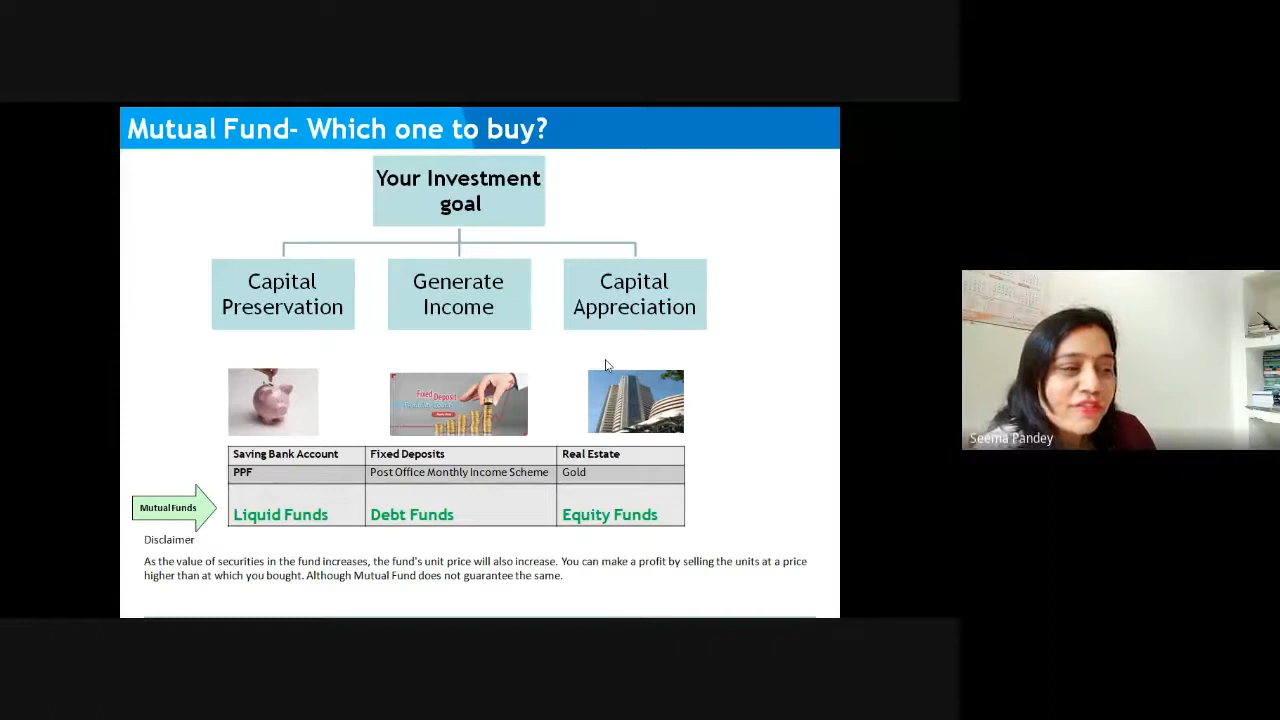 Mutual Fund- Which one to buy?
Your Investment
goal
Capital
Preservation
Generate
Income
Capital
Appreciation
Fixed Deposit
Saving Bank Account
Fixed Deposits
Real Estate
PPF
Post Office Monthly Income Scheme
Gold
Mutual Funds
Liquid Funds
Debt Funds
Equity Funds
Disclaimer
As the value of securities in the fund increases, the fund's unit price will also increase. You can make a profit by selling the units at a price
higher than at which you bought. Although Mutual Fund does not guarantee the same.
Seema Pandey